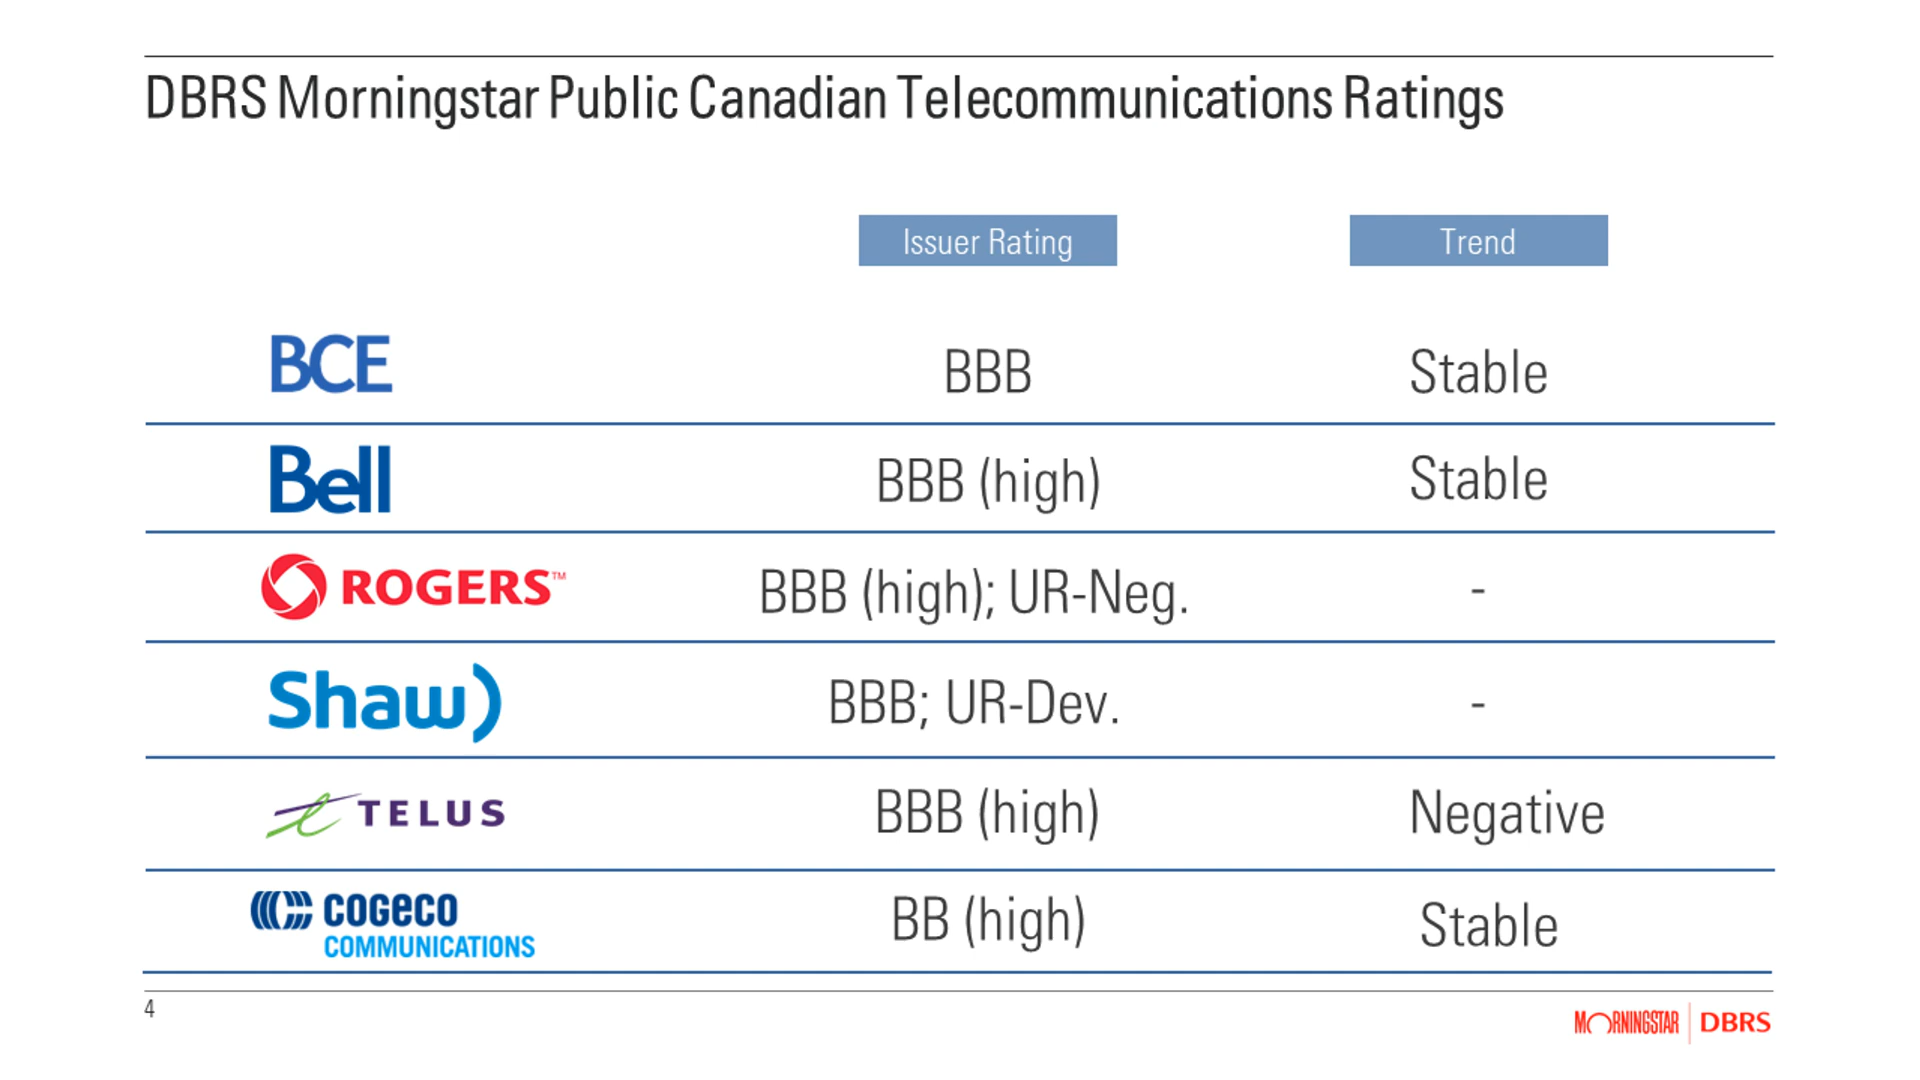 DBRS Morningstar Public Canadian Telecommunications Ratings
Issuer Rating Trend
BCE BBB Stable
Bell BBB (high) Stable
ROGERS™ BBB (high); UR-Neg. -
Shaw) BBB; UR-Dev. -
TELUS BBB (high) Negative
COGECO BB (high) Stable
COMMUNICATIONS
4
MORNINGSTAR | DBRS